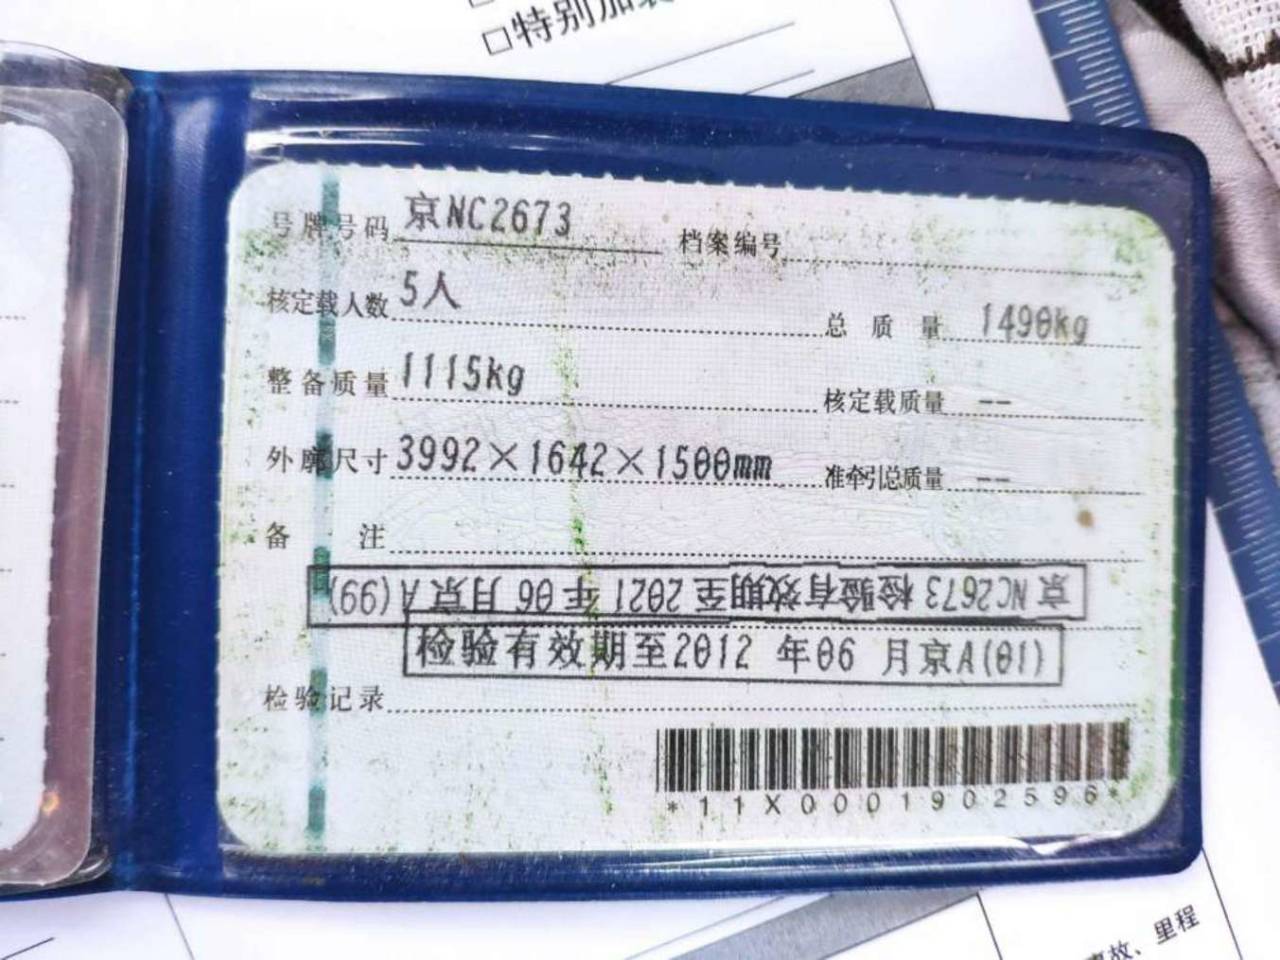 □特别加装
号牌号码 京NC2673 档案编号
核定载人数 5人 总质量 1490kg
整备质量 1115kg 核定载质量 --
外廓尺寸 3992×1642×1500mm 准牵引总质量 --
备注
京NC2673 检验有效期至2021年06月京A(99)
检验有效期至2012年06月京A(01)
检验记录
*11X0001902596*
事故、里程